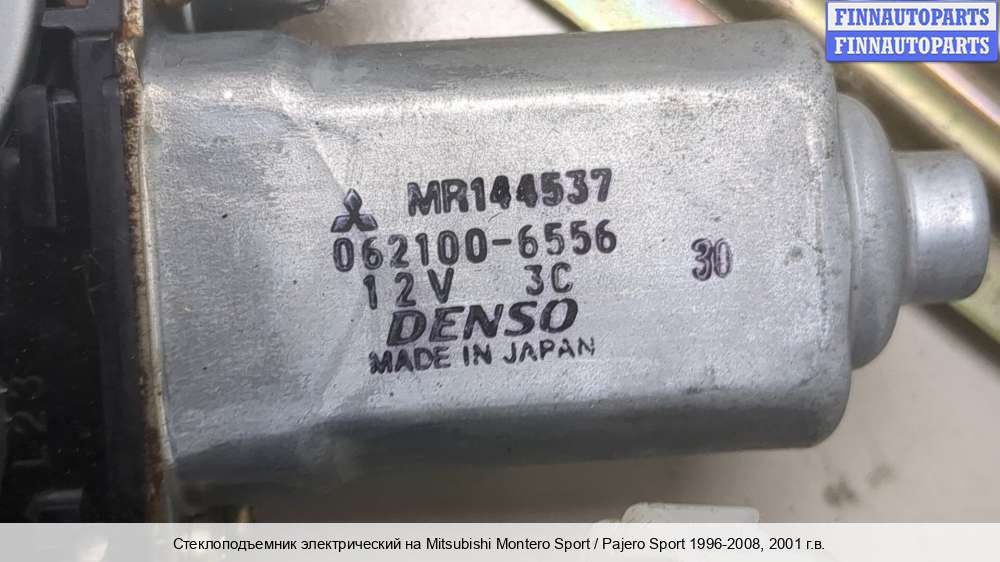 FINNAUTOPARTS
FINNAUTOPARTS
MR144537
062100-6556
12V 3C
30
DENSO
MADE IN JAPAN
L23
Стеклоподъемник электрический на Mitsubishi Montero Sport / Pajero Sport 1996-2008, 2001 г.в.